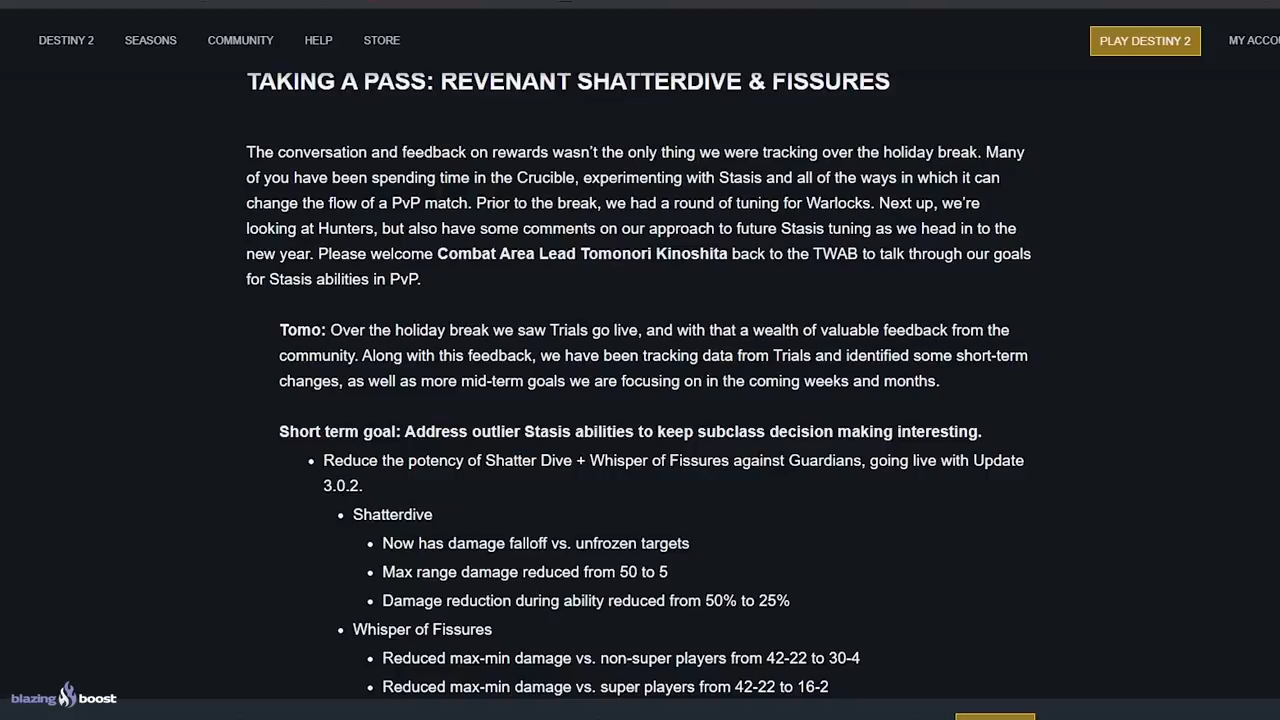 DESTINY 2 SEASONS COMMUNITY HELP STORE PLAY DESTINY 2 MY ACCO
TAKING A PASS: REVENANT SHATTERDIVE & FISSURES
The conversation and feedback on rewards wasn't the only thing we were tracking over the holiday break. Many
of you have been spending time in the Crucible, experimenting with Stasis and all of the ways in which it can
change the flow of a PvP match. Prior to the break, we had a round of tuning for Warlocks. Next up, we're
looking at Hunters, but also have some comments on our approach to future Stasis tuning as we head in to the
new year. Please welcome Combat Area Lead Tomonori Kinoshita back to the TWAB to talk through our goals
for Stasis abilities in PvP.
Tomo: Over the holiday break we saw Trials go live, and with that a wealth of valuable feedback from the
community. Along with this feedback, we have been tracking data from Trials and identified some short-term
changes, as well as more mid-term goals we are focusing on in the coming weeks and months.
Short term goal: Address outlier Stasis abilities to keep subclass decision making interesting.
• Reduce the potency of Shatter Dive + Whisper of Fissures against Guardians, going live with Update
3.0.2.
• Shatterdive
• Now has damage falloff vs. unfrozen targets
• Max range damage reduced from 50 to 5
• Damage reduction during ability reduced from 50% to 25%
• Whisper of Fissures
• Reduced max-min damage vs. non-super players from 42-22 to 30-4
• Reduced max-min damage vs. super players from 42-22 to 16-2
blazing boost